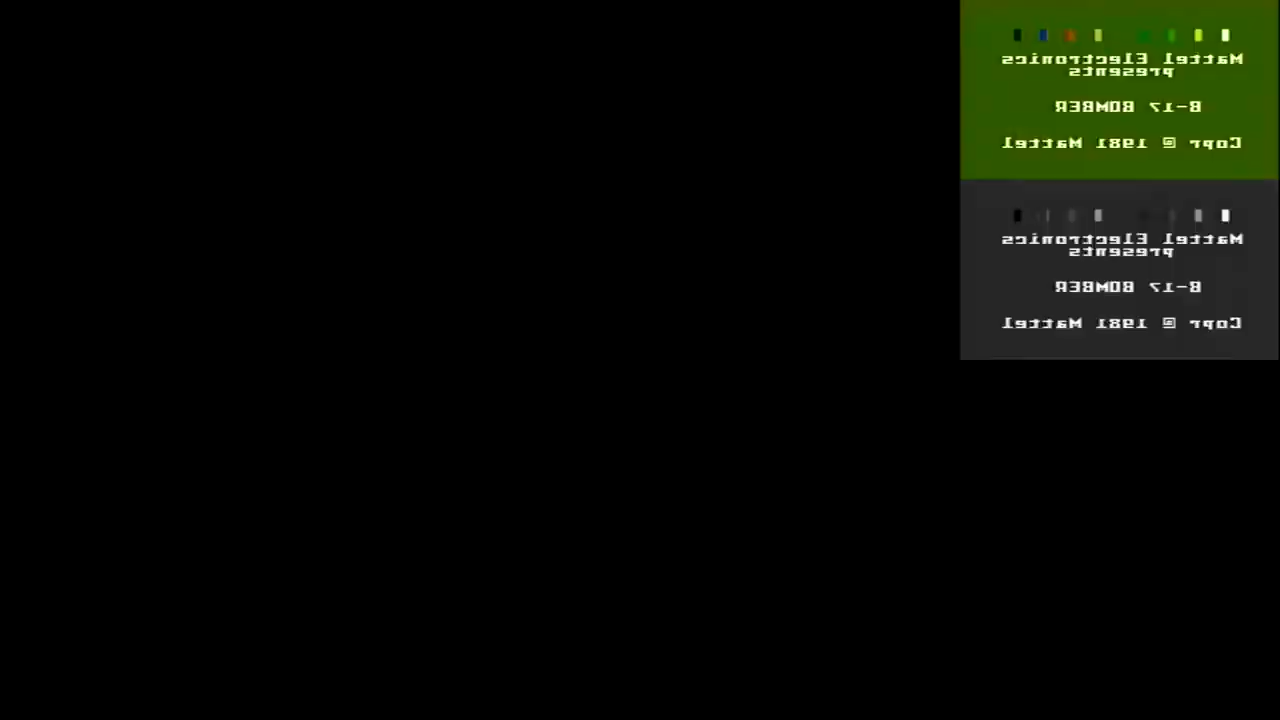 Mattel Electronics
presents
B-17 BOMBER
Copr @ 1981 Mattel
Mattel Electronics
presents
B-17 BOMBER
Copr @ 1981 Mattel